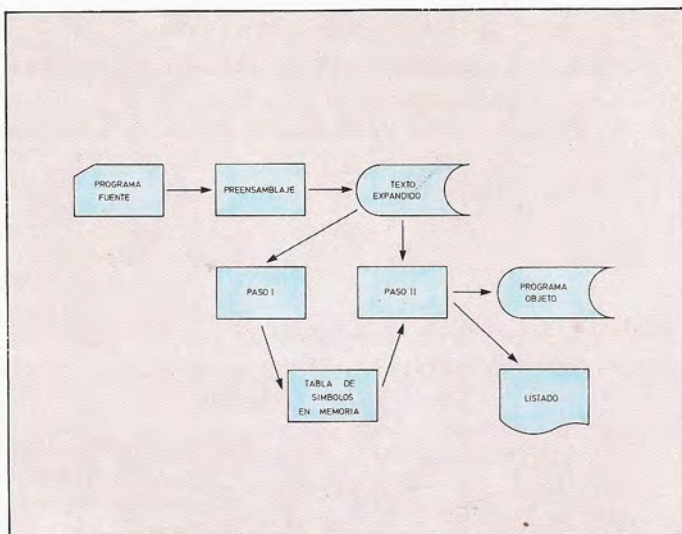 PROGRAMA
FUENTE
PREENSAMBLAJE
TEXTO
EXPANDIDO
PASO I
PASO II
PROGRAMA
OBJETO
TABLA DE
SIMBOLOS
EN MEMORIA
LISTADO